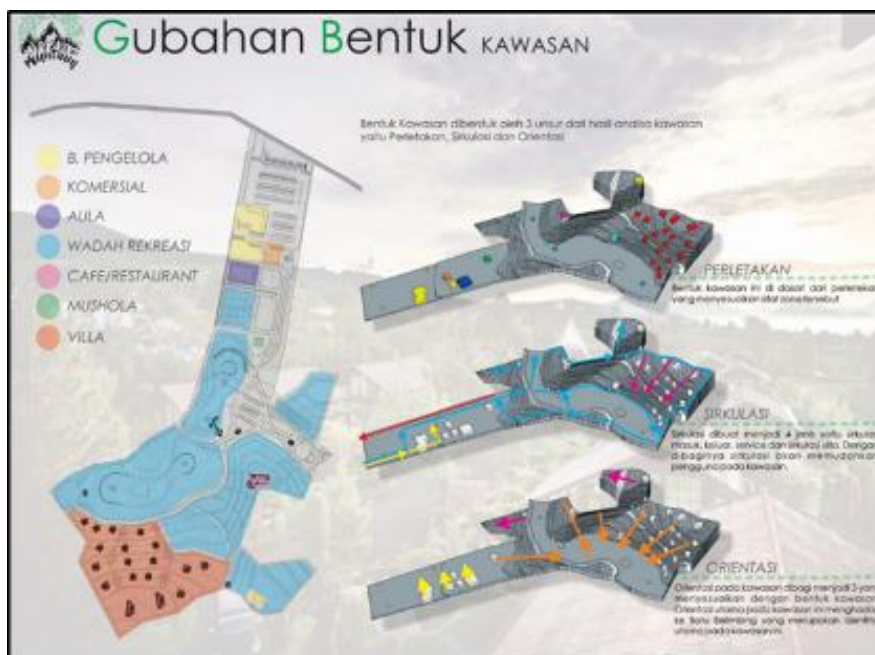 Gubahan Bentuk KAWASAN
Bentuk Kawasan dibentuk oleh 3 unsur dari hasil analisa kawasan
yaitu Perletakan, Sirkulasi dan Orientasi
B. PENGELOLA
KOMERSIAL
AULA
WADAH REKREASI
CAFE/RESTAURANT
MUSHOLA
VILLA
PERLETAKAN
Bentuk kawasan ini di dasari dari perletakan
yang menyesuaikan sifat zona tersebut
SIRKULASI
Sirkulasi dibuat menjadi 4 jenis yaitu sirkulasi
masuk, keluar, service dan sirkulasi villa. Dengan
dibaginya sirkulasi akan memudahkan
pengguna pada kawasan.
ORIENTASI
Orientasi pada kawasan dibagi menjadi 3 yang
menyesuaikan dengan bentuk kawasan
Orientasi utama pada kawasan ini menghadap
ke Batu Belimbing yang merupakan identitas
utama pada kawasan ini.